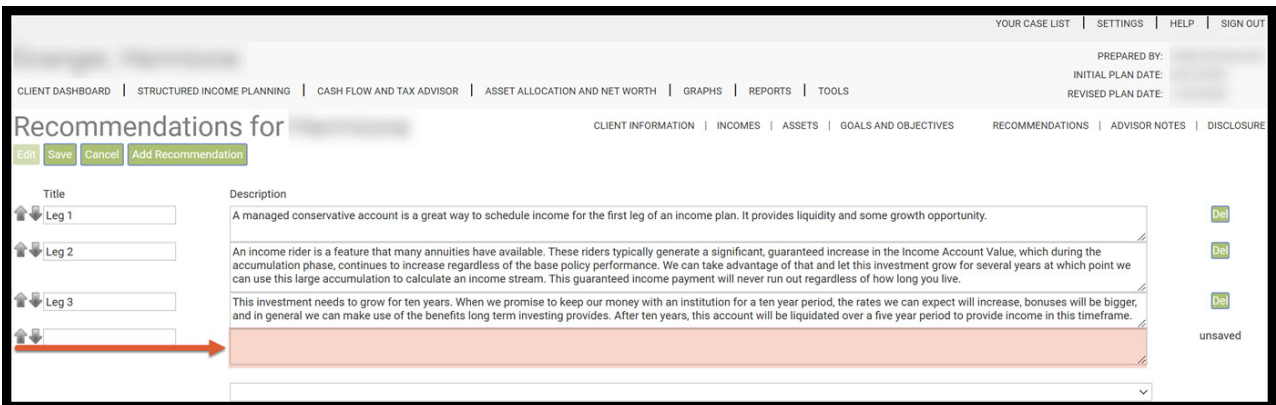 YOUR CASE LIST | SETTINGS | HELP | SIGN OUT
PREPARED BY:
INITIAL PLAN DATE:
REVISED PLAN DATE:
CLIENT DASHBOARD | STRUCTURED INCOME PLANNING | CASH FLOW AND TAX ADVISOR | ASSET ALLOCATION AND NET WORTH | GRAPHS | REPORTS | TOOLS
Recommendations for
CLIENT INFORMATION | INCOMES | ASSETS | GOALS AND OBJECTIVES
RECOMMENDATIONS | ADVISOR NOTES | DISCLOSURE
Edit Save Cancel Add Recommendation
Title Description
Leg 1
A managed conservative account is a great way to schedule income for the first leg of an income plan. It provides liquidity and some growth opportunity.
Del
Leg 2
An income rider is a feature that many annuities have available. These riders typically generate a significant, guaranteed increase in the Income Account Value, which during the
accumulation phase, continues to increase regardless of the base policy performance. We can take advantage of that and let this investment grow for several years at which point we
can use this large accumulation to calculate an income stream. This guaranteed income payment will never run out regardless of how long you live.
Del
Leg 3
This investment needs to grow for ten years. When we promise to keep our money with an institution for a ten year period, the rates we can expect will increase, bonuses will be bigger,
and in general we can make use of the benefits long term investing provides. After ten years, this account will be liquidated over a five year period to provide income in this timeframe.
Del
unsaved